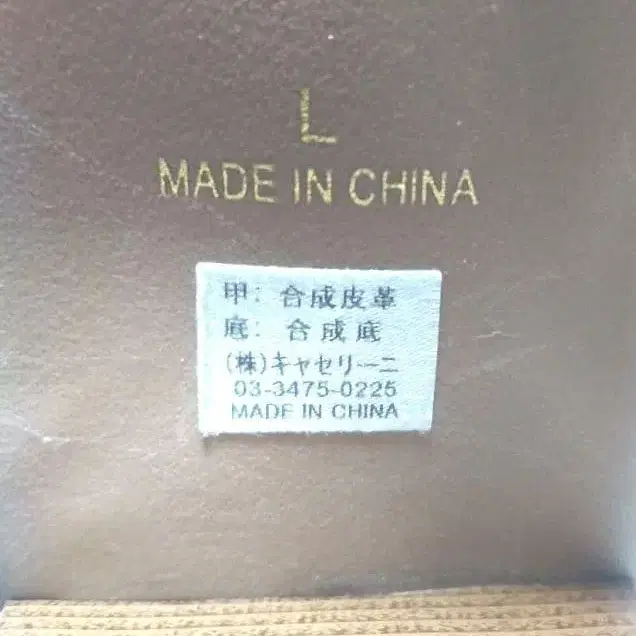 L
MADE IN CHINA
甲: 合成皮革
底: 合成底
(株)キャセリーニ
03-3475-0225
MADE IN CHINA